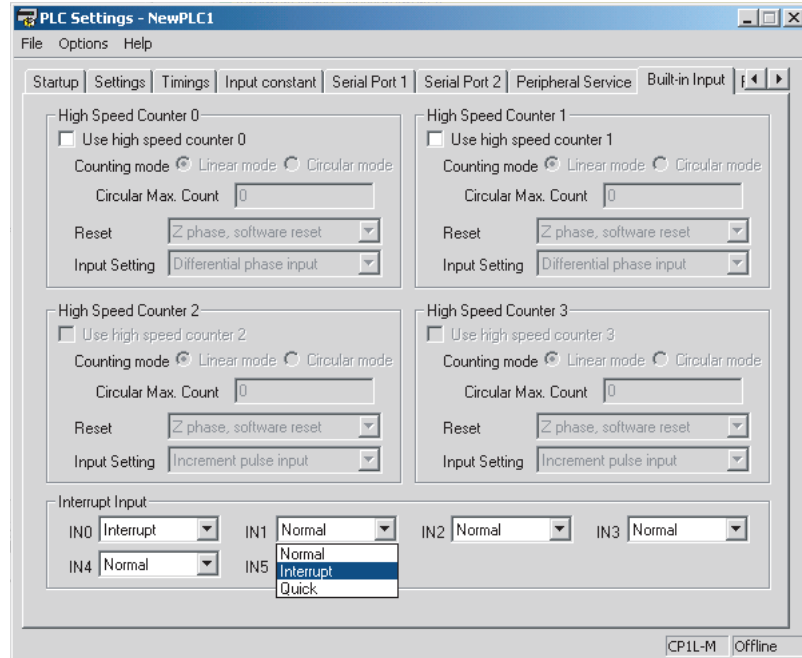 PLC Settings - NewPLC1
File Options Help
Startup Settings Timings Input constant Serial Port 1 Serial Port 2 Peripheral Service Built-in Input
High Speed Counter 0
Use high speed counter 0
Counting mode Linear mode Circular mode
Circular Max. Count 0
Reset Z phase, software reset
Input Setting Differential phase input
High Speed Counter 1
Use high speed counter 1
Counting mode Linear mode Circular mode
Circular Max. Count 0
Reset Z phase, software reset
Input Setting Differential phase input
High Speed Counter 2
Use high speed counter 2
Counting mode Linear mode Circular mode
Circular Max. Count 0
Reset Z phase, software reset
Input Setting Increment pulse input
High Speed Counter 3
Use high speed counter 3
Counting mode Linear mode Circular mode
Circular Max. Count 0
Reset Z phase, software reset
Input Setting Increment pulse input
Interrupt Input
IN0 Interrupt IN1 Normal IN2 Normal IN3 Normal
IN4 Normal IN5
Normal
Interrupt
Quick
CP1L-M Offline